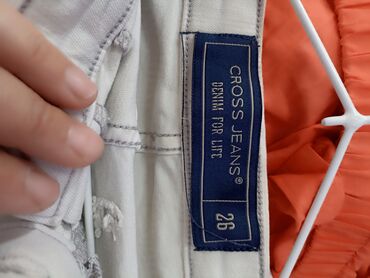 CROSS JEANS®
DENIM FOR LIFE
26